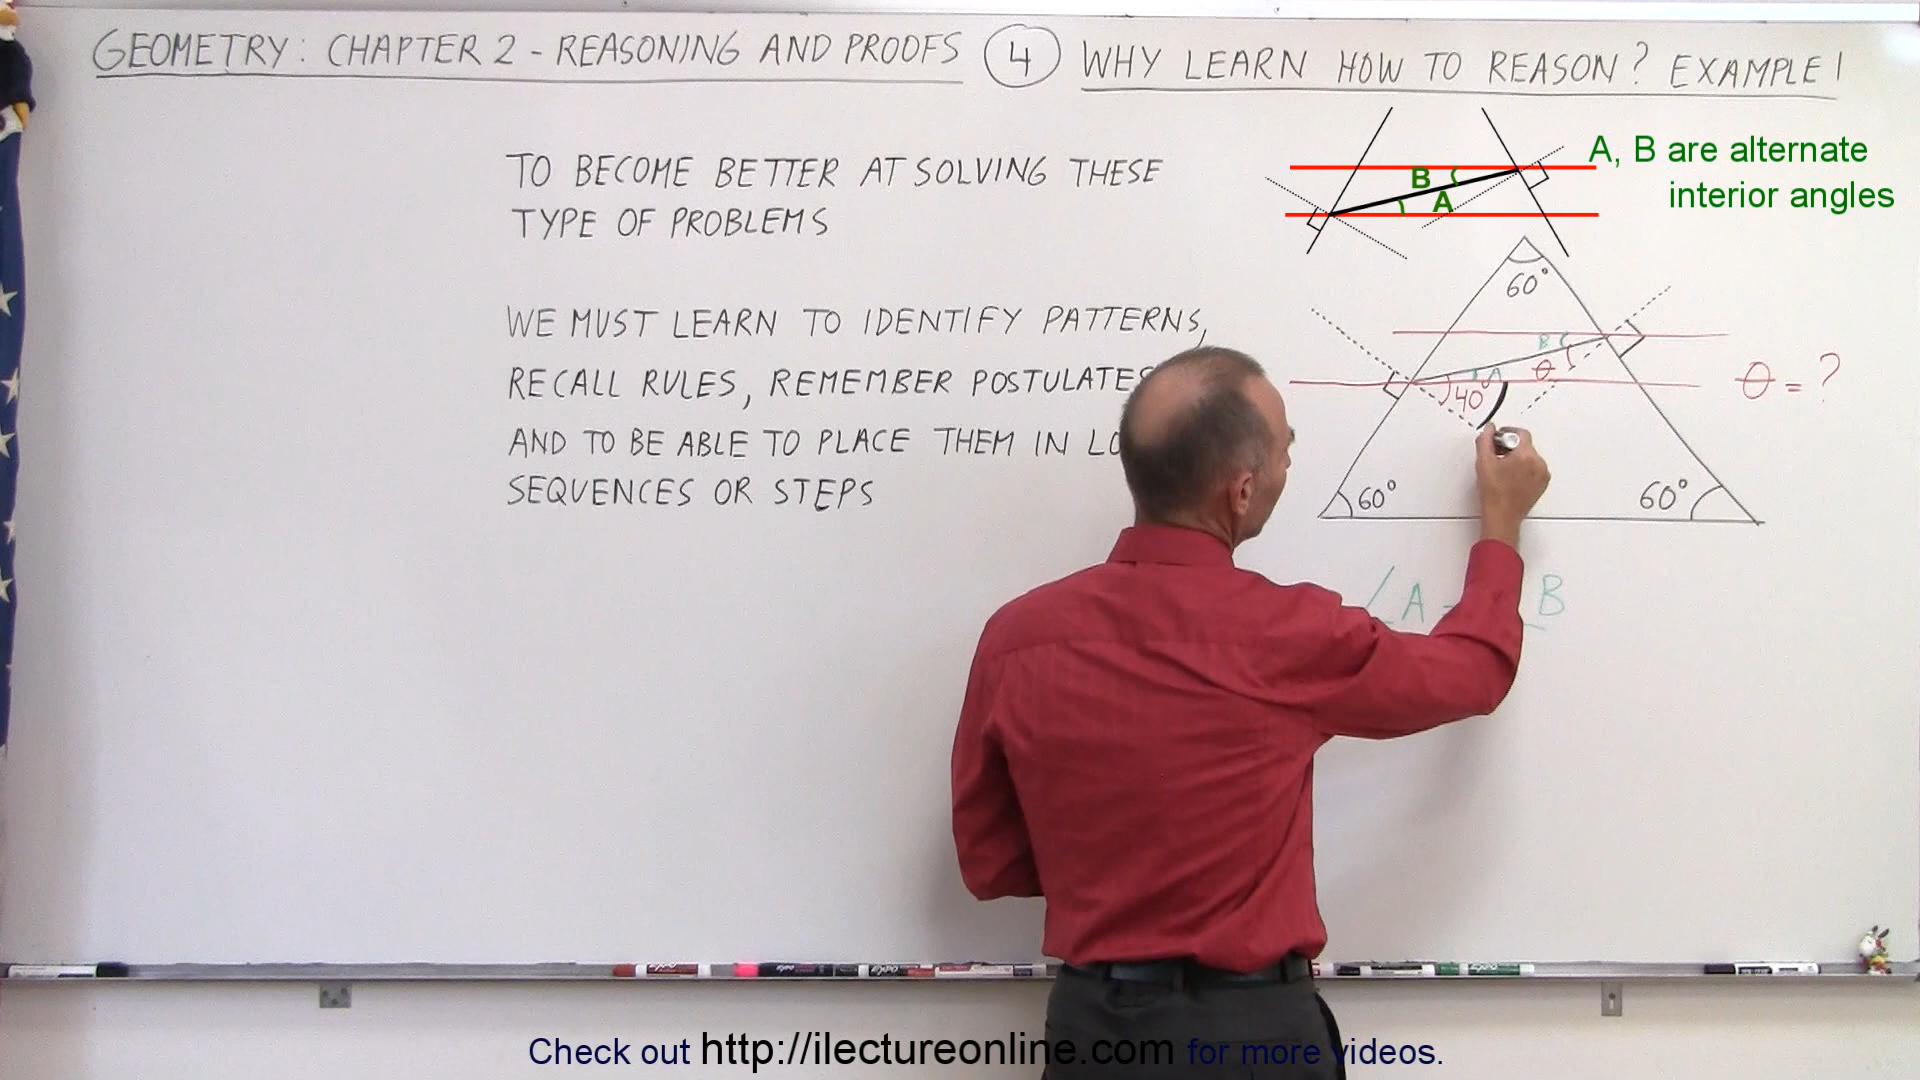 GEOMETRY: CHAPTER 2 - REASONING AND PROOFS 4 WHY LEARN HOW TO REASON? EXAMPLE 1
TO BECOME BETTER AT SOLVING THESE
TYPE OF PROBLEMS
WE MUST LEARN TO IDENTIFY PATTERNS,
RECALL RULES, REMEMBER POSTULATES
AND TO BE ABLE TO PLACE THEM IN
SEQUENCES OR STEPS
A, B are alternate
interior angles
B
A
60°
B
θ
A
40°
θ = ?
60°
60°
∠A B
Check out http://ilectureonline.com for more videos.